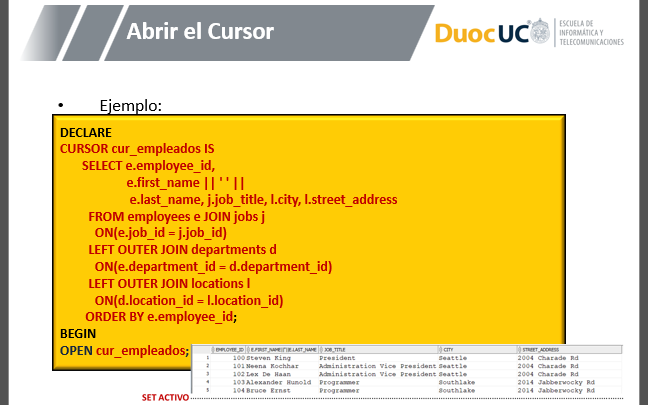 Abrir el Cursor
DuocUC
ESCUELA DE
INFORMÁTICA Y
TELECOMUNICACIONES
• Ejemplo:
DECLARE
CURSOR cur_empleados IS
SELECT e.employee_id,
e.first_name || ' ' ||
e.last_name, j.job_title, l.city, l.street_address
FROM employees e JOIN jobs j
ON(e.job_id = j.job_id)
LEFT OUTER JOIN departments d
ON(e.department_id = d.department_id)
LEFT OUTER JOIN locations l
ON(d.location_id = l.location_id)
ORDER BY e.employee_id;
BEGIN
OPEN cur_empleados;
EMPLOYEE_ID E.FIRST_NAME||''||E.LAST_NAME JOB_TITLE CITY STREET_ADDRESS
1 100 Steven King President Seattle 2004 Charade Rd
2 101 Neena Kochhar Administration Vice President Seattle 2004 Charade Rd
3 102 Lex De Haan Administration Vice President Seattle 2004 Charade Rd
4 103 Alexander Hunold Programmer Southlake 2014 Jabberwocky Rd
5 104 Bruce Ernst Programmer Southlake 2014 Jabberwocky Rd
SET ACTIVO